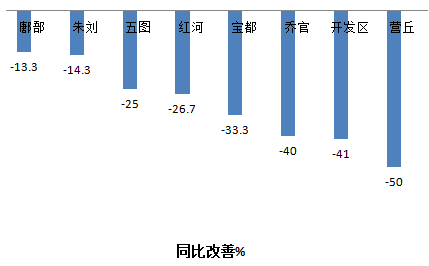 鄌郚 朱刘 五图 红河 宝都 乔官 开发区 营丘
-13.3 -14.3 -25 -26.7 -33.3 -40 -41 -50
同比改善%